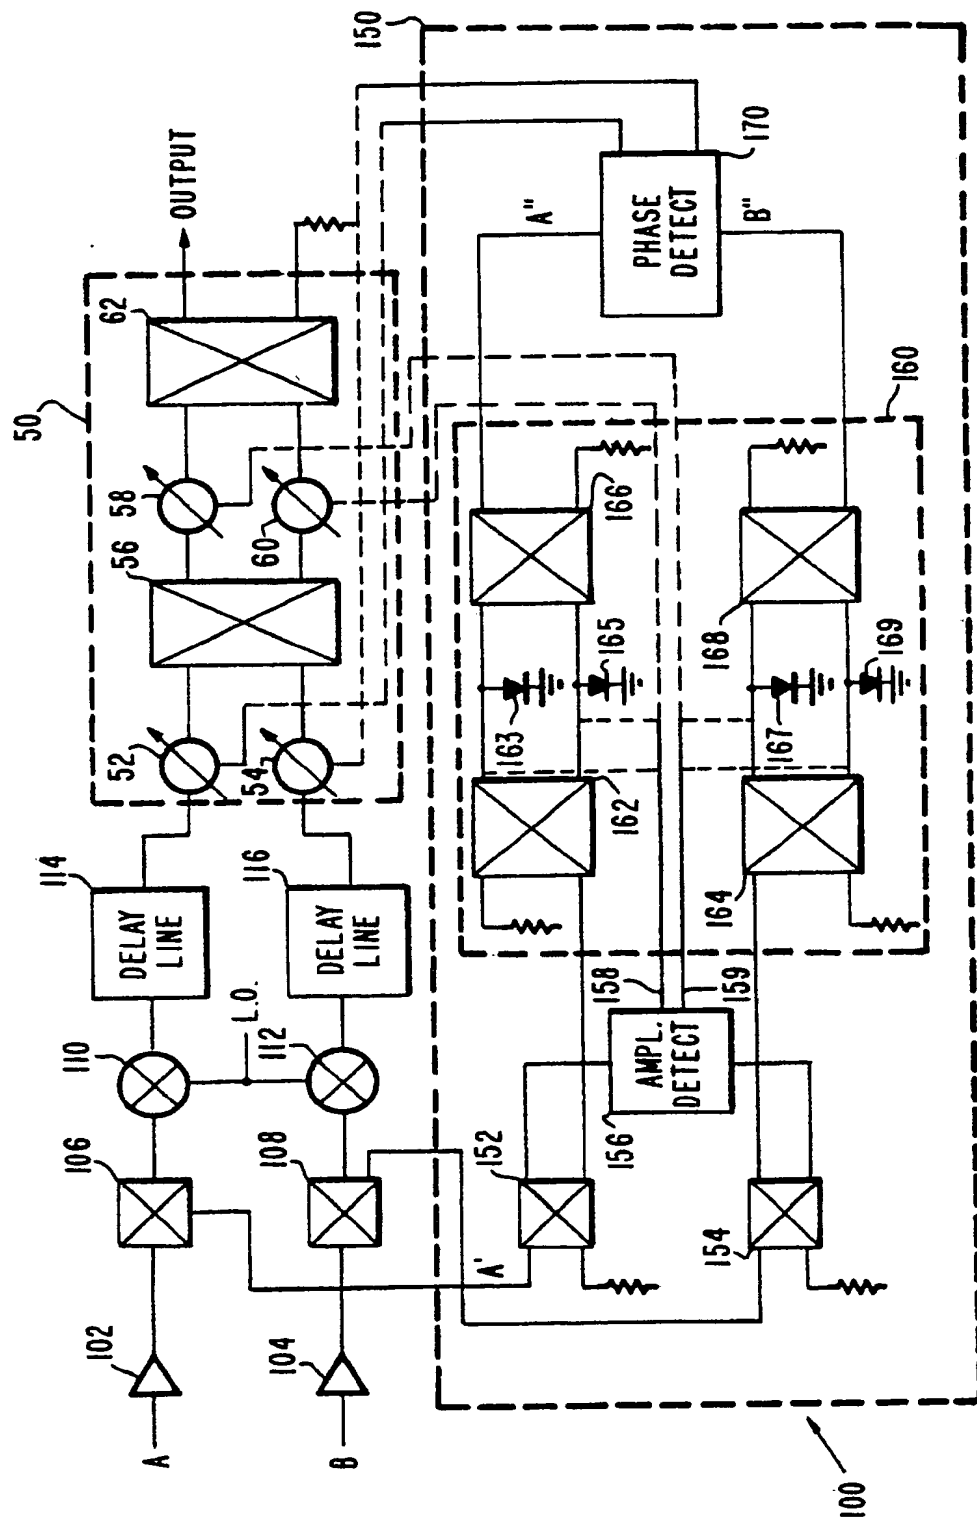 50
62
OUTPUT
58
56
60
52
54
114
DELAY
LINE
116
DELAY
LINE
110
L.O.
112
106
108
102
104
A
B
150
A"
170
PHASE
DETECT
B"
160
166
168
163
165
167
169
162
164
158
159
AMPL.
DETECT
156
152
154
A'
100